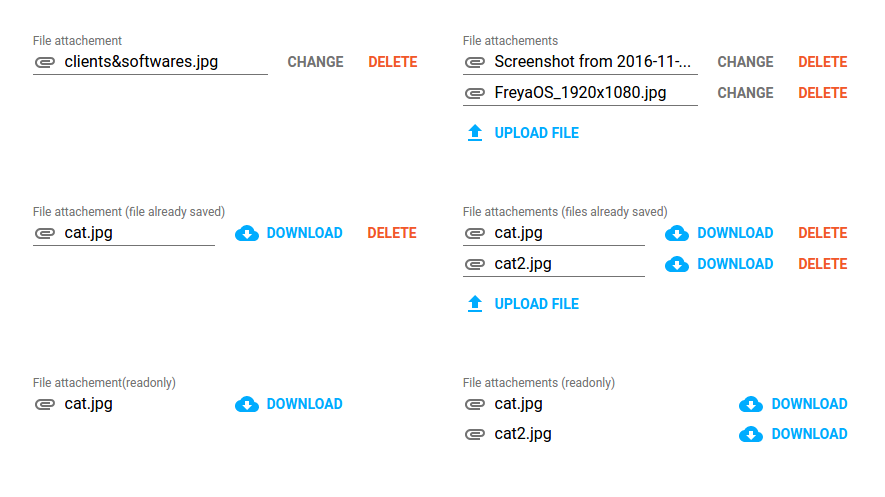 File attachement
clients&softwares.jpg CHANGE DELETE
File attachements
Screenshot from 2016-11-... CHANGE DELETE
FreyaOS_1920x1080.jpg CHANGE DELETE
UPLOAD FILE
File attachement (file already saved)
cat.jpg DOWNLOAD DELETE
File attachements (files already saved)
cat.jpg DOWNLOAD DELETE
cat2.jpg DOWNLOAD DELETE
UPLOAD FILE
File attachement(readonly)
cat.jpg DOWNLOAD
File attachements (readonly)
cat.jpg DOWNLOAD
cat2.jpg DOWNLOAD